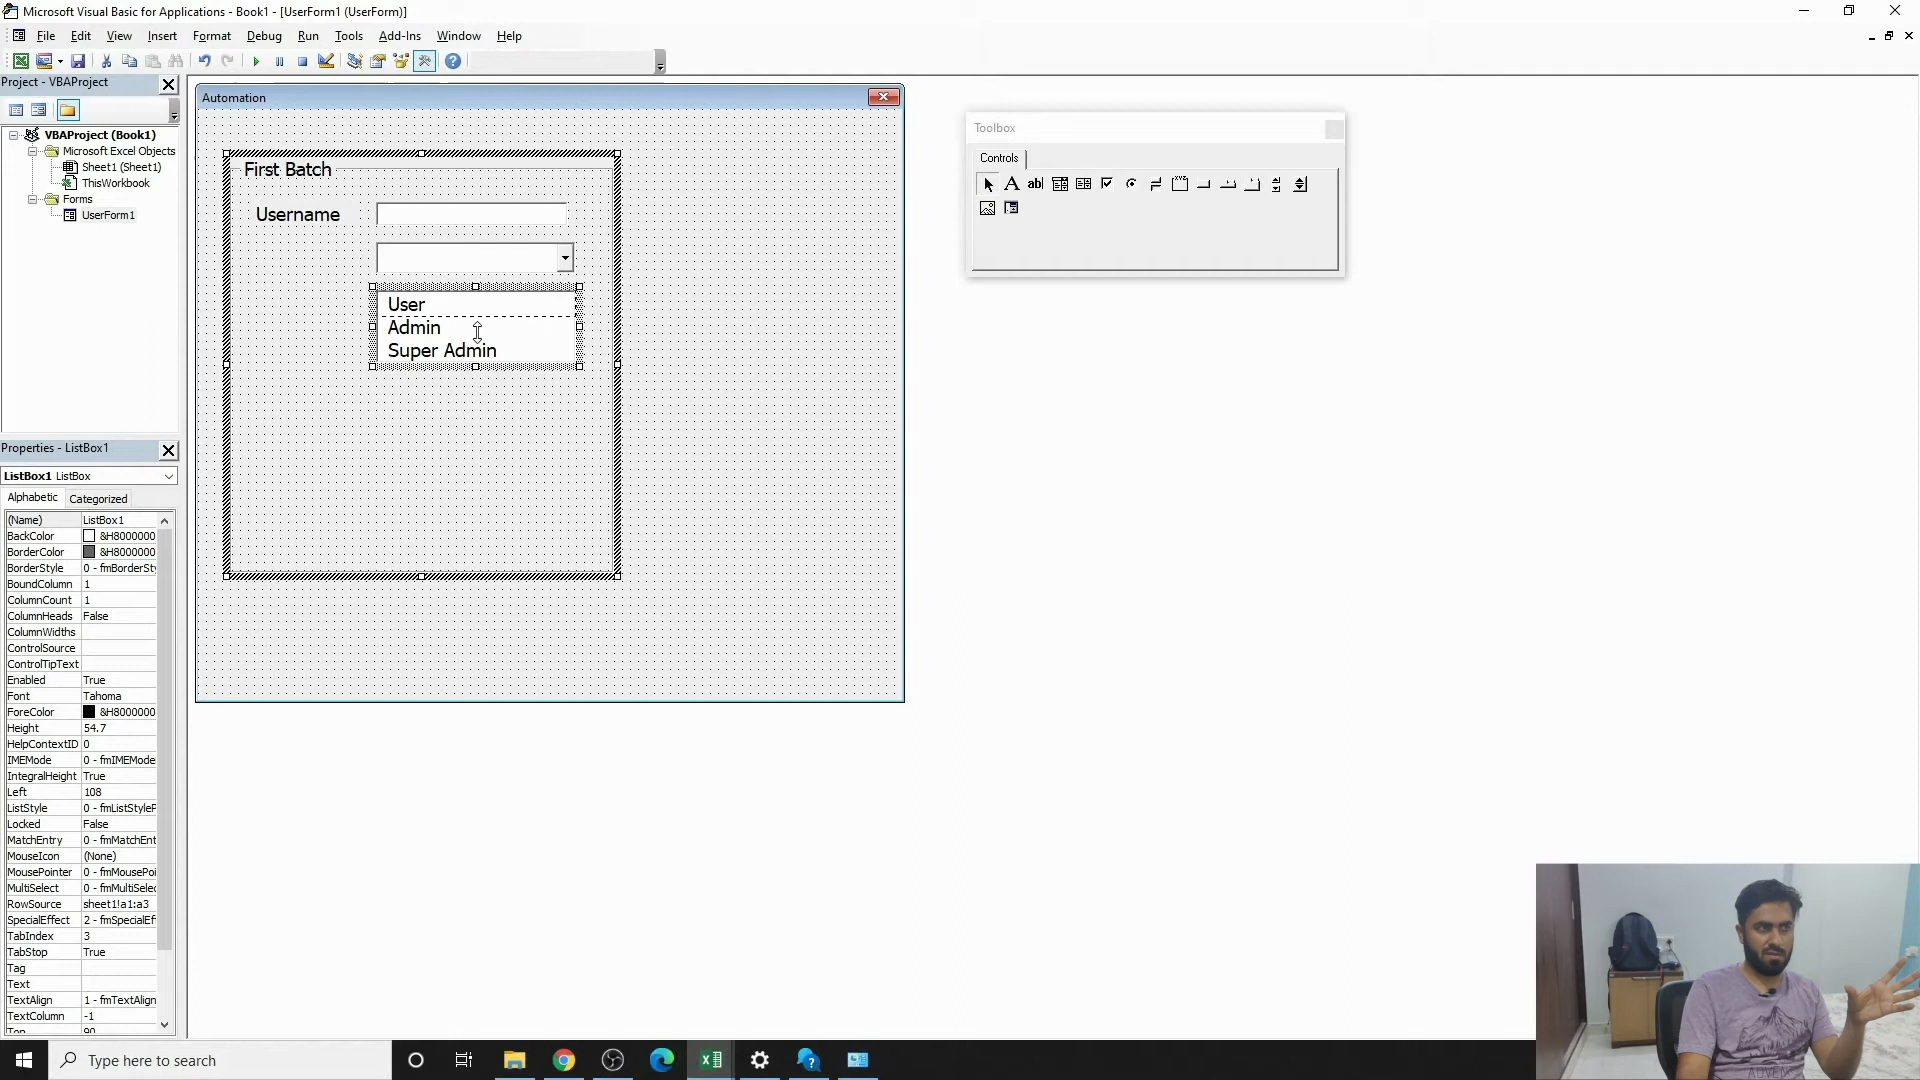 Microsoft Visual Basic for Applications - Book1 - [UserForm1 (UserForm)]
File Edit View Insert Format Debug Run Tools Add-Ins Window Help
Project - VBAProject
VBAProject (Book1)
Microsoft Excel Objects
Sheet1 (Sheet1)
ThisWorkbook
Forms
UserForm1
Automation
First Batch
Username
User
Admin
Super Admin
Toolbox
Controls
A
abl
Properties - ListBox1
ListBox1 ListBox
Alphabetic Categorized
(Name) ListBox1
BackColor &H8000000
BorderColor &H8000000
BorderStyle 0 - fmBorderSty
BoundColumn 1
ColumnCount 1
ColumnHeads False
ColumnWidths
ControlSource
ControlTipText
Enabled True
Font Tahoma
ForeColor &H8000000
Height 54.7
HelpContextID 0
IMEMode 0 - fmIMEMode
IntegralHeight True
Left 108
ListStyle 0 - fmListStyleP
Locked False
MatchEntry 0 - fmMatchEnt
MouseIcon (None)
MousePointer 0 - fmMousePoi
MultiSelect 0 - fmMultiSelec
RowSource sheet1!a1:a3
SpecialEffect 2 - fmSpecialEf
TabIndex 3
TabStop True
Tag
Text
TextAlign 1 - fmTextAlign
TextColumn -1
Top 90
Type here to search